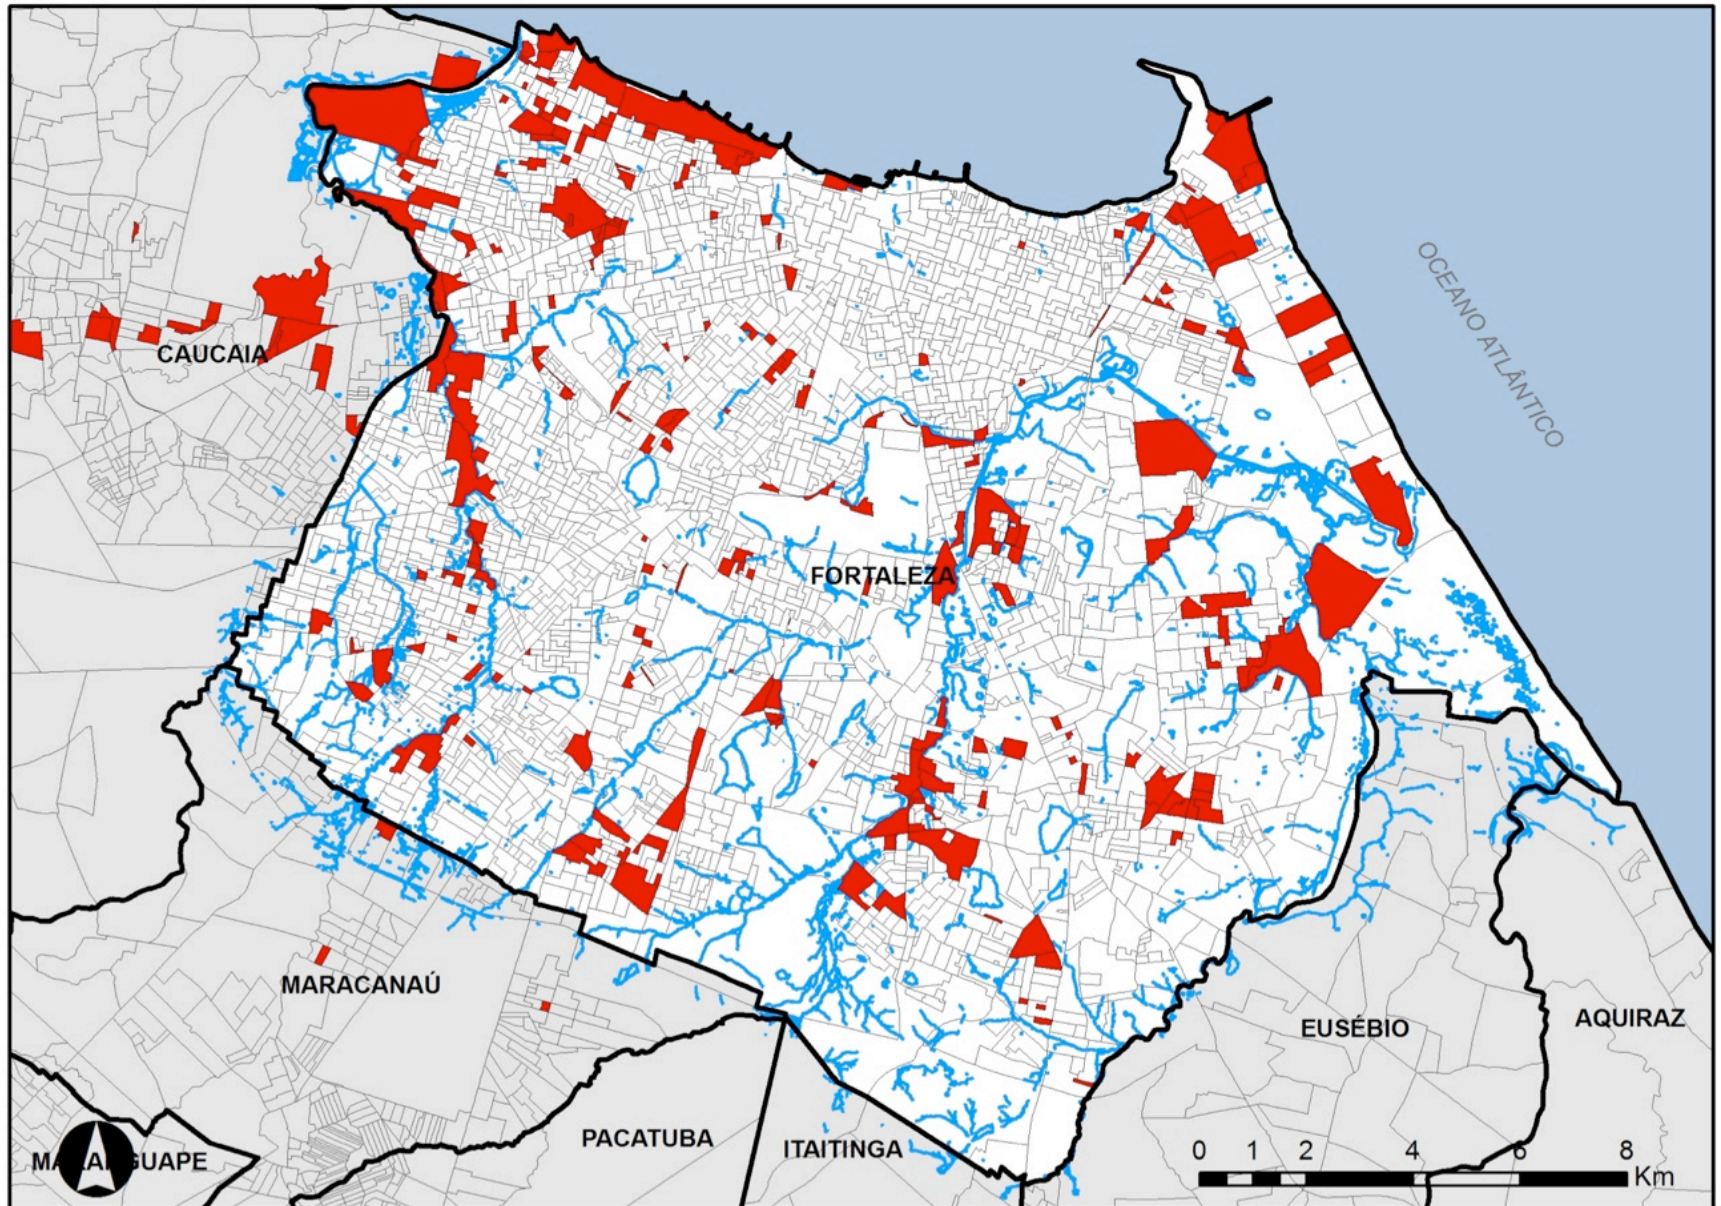 OCEANO ATLÂNTICO
CAUCAIA
FORTALEZA
MARACANAÚ
EUSÉBIO
AQUIRAZ
PACATUBA
ITAITINGA
0 1 2 4 6 8
Km